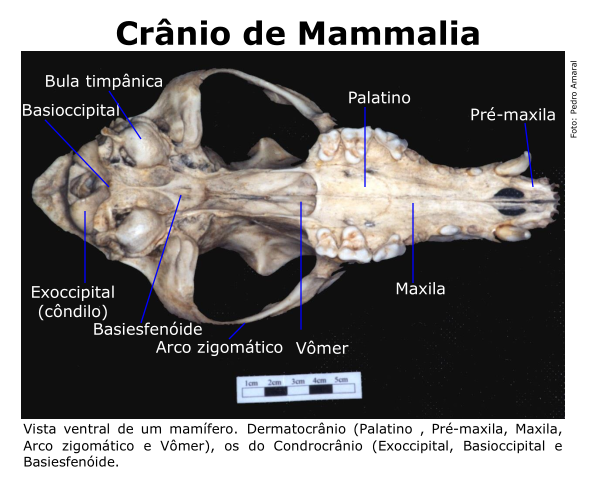 Crânio de Mammalia
Foto: Pedro Amaral
Bula timpânica
Basioccipital
Palatino
Pré-maxila
Exoccipital
(côndilo)
Basiesfenóide
Arco zigomático
Vômer
Maxila
1cm 2cm 3cm 4cm 5cm
Vista ventral de um mamífero. Dermatocrânio (Palatino , Pré-maxila, Maxila,
Arco zigomático e Vômer), os do Condrocrânio (Exoccipital, Basioccipital e
Basiesfenóide.